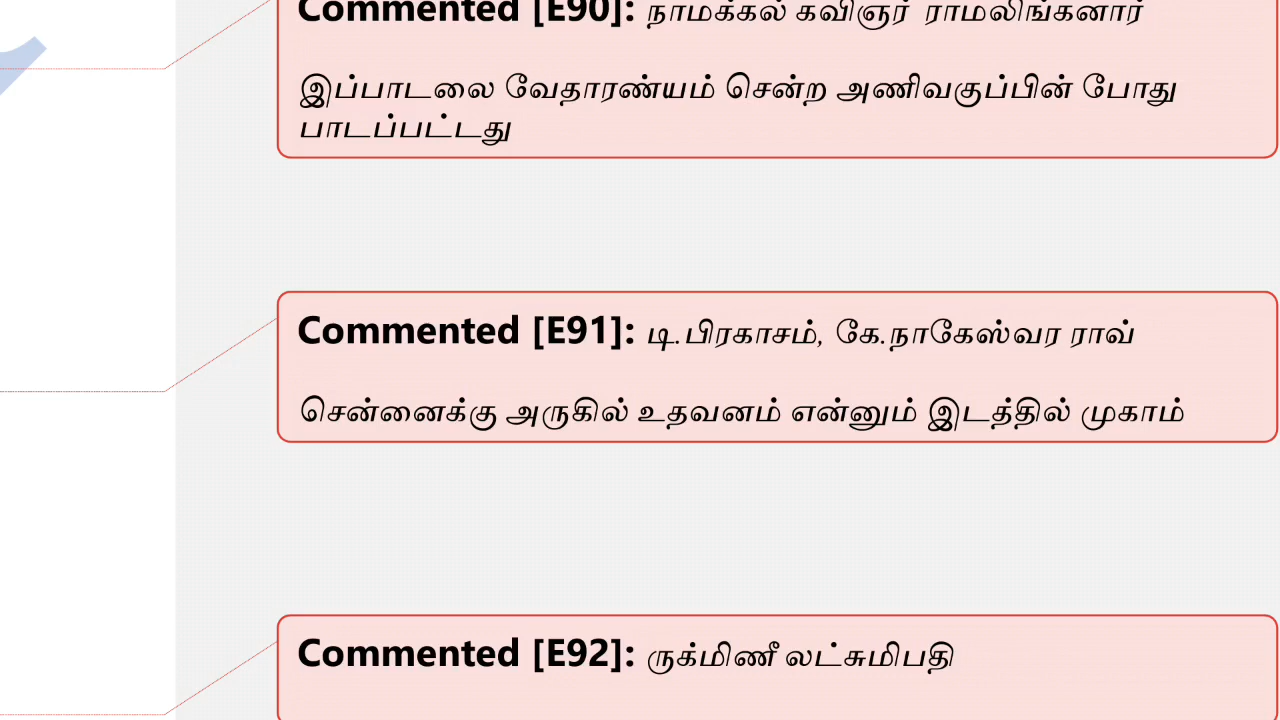 Commented [E90]: நாமக்கல் கவிஞர் ராமலிங்கனார்
இப்பாடலை வேதாரண்யம் சென்ற அணிவகுப்பின் போது
பாடப்பட்டது
Commented [E91]: டி.பிரகாசம், கே.நாகேஸ்வர ராவ்
சென்னைக்கு அருகில் உதவனம் என்னும் இடத்தில் முகாம்
Commented [E92]: ருக்மிணீ லட்சுமிபதி